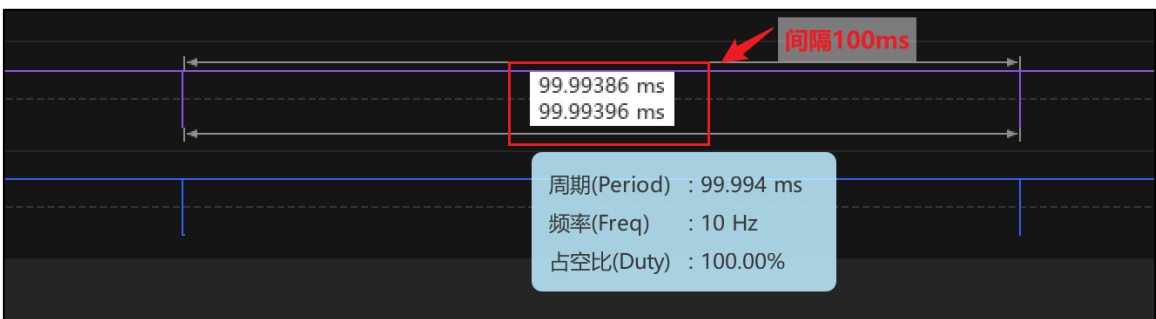 间隔100ms
99.99386 ms
99.99396 ms
周期(Period) : 99.994 ms
频率(Freq) : 10 Hz
占空比(Duty) : 100.00%